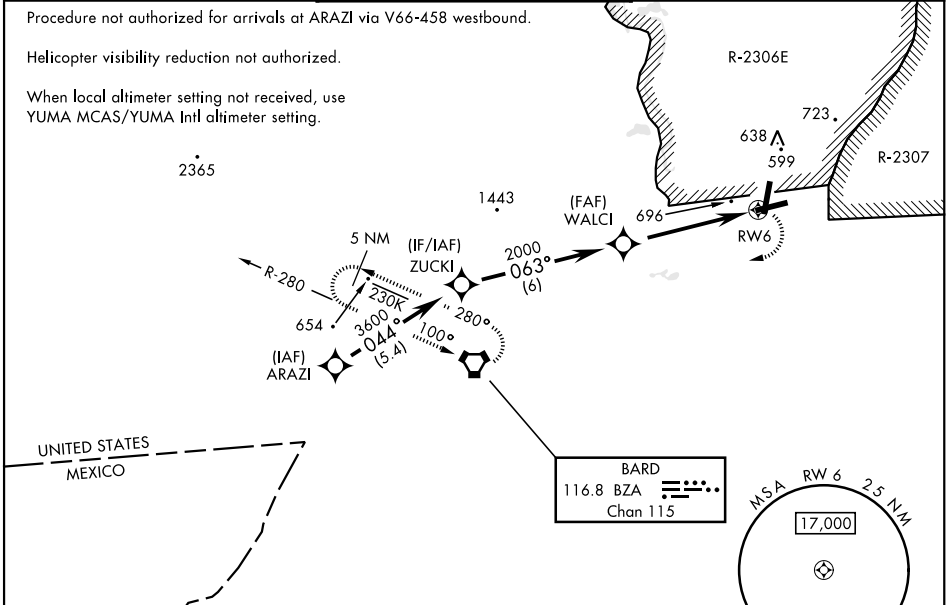 Procedure not authorized for arrivals at ARAZI via V66-458 westbound.
Helicopter visibility reduction not authorized.
When local altimeter setting not received, use
YUMA MCAS/YUMA Intl altimeter setting.
R-2306E
723
638
599
R-2307
2365
1443
(FAF)
WALCI
696
RW6
5 NM
(IF/IAF)
ZUCKI
2000
063°
(6)
R-280
230K
280°
654
3600
044°
(5.4)
100°
(IAF)
ARAZI
UNITED STATES
MEXICO
BARD
116.8 BZA
Chan 115
MSA RW 6 25 NM
17,000